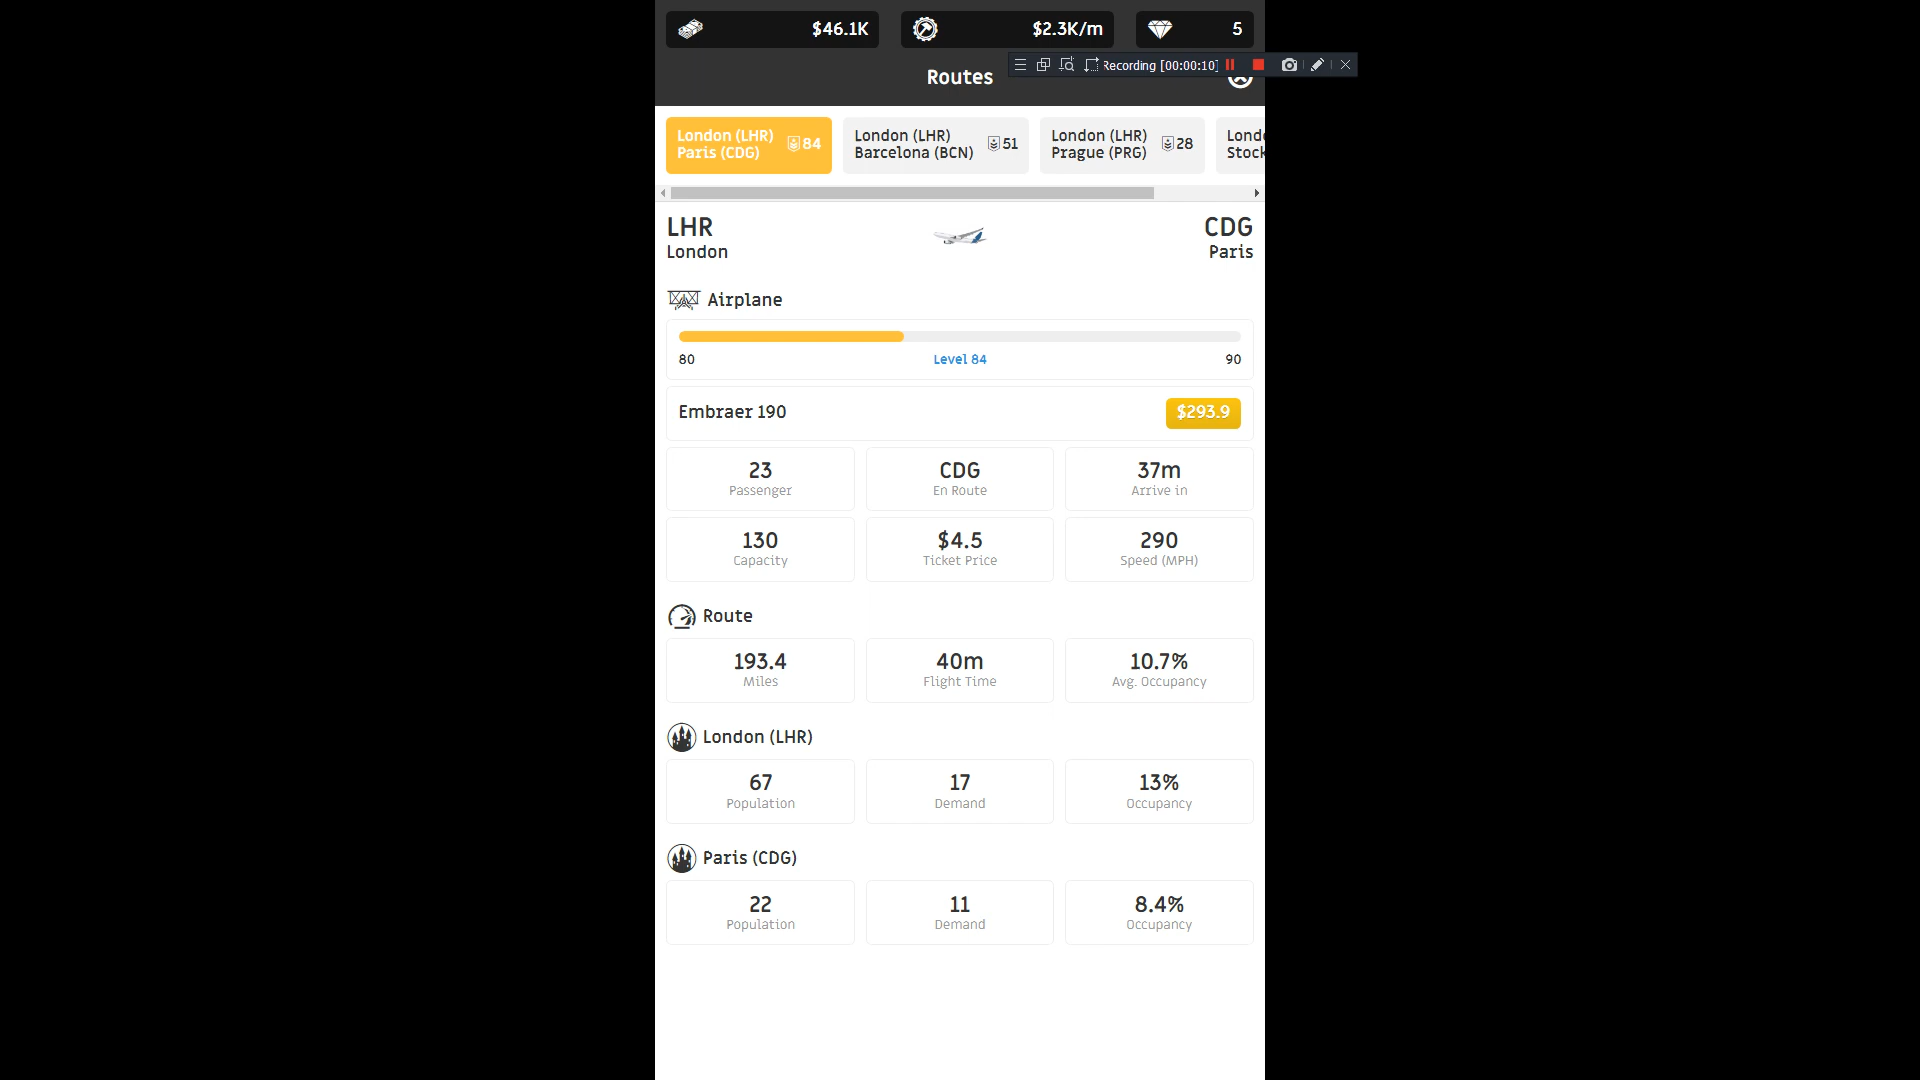 $46.1K
$2.3K/m
5
Routes
Recording [00:00:10]
London (LHR)
Paris (CDG)
84
London (LHR)
Barcelona (BCN)
51
London (LHR)
Prague (PRG)
28
Lond
Stock
LHR
London
CDG
Paris
Airplane
80
Level 84
90
Embraer 190
$293.9
23
Passenger
CDG
En Route
37m
Arrive in
130
Capacity
$4.5
Ticket Price
290
Speed (MPH)
Route
193.4
Miles
40m
Flight Time
10.7%
Avg. Occupancy
London (LHR)
67
Population
17
Demand
13%
Occupancy
Paris (CDG)
22
Population
11
Demand
8.4%
Occupancy